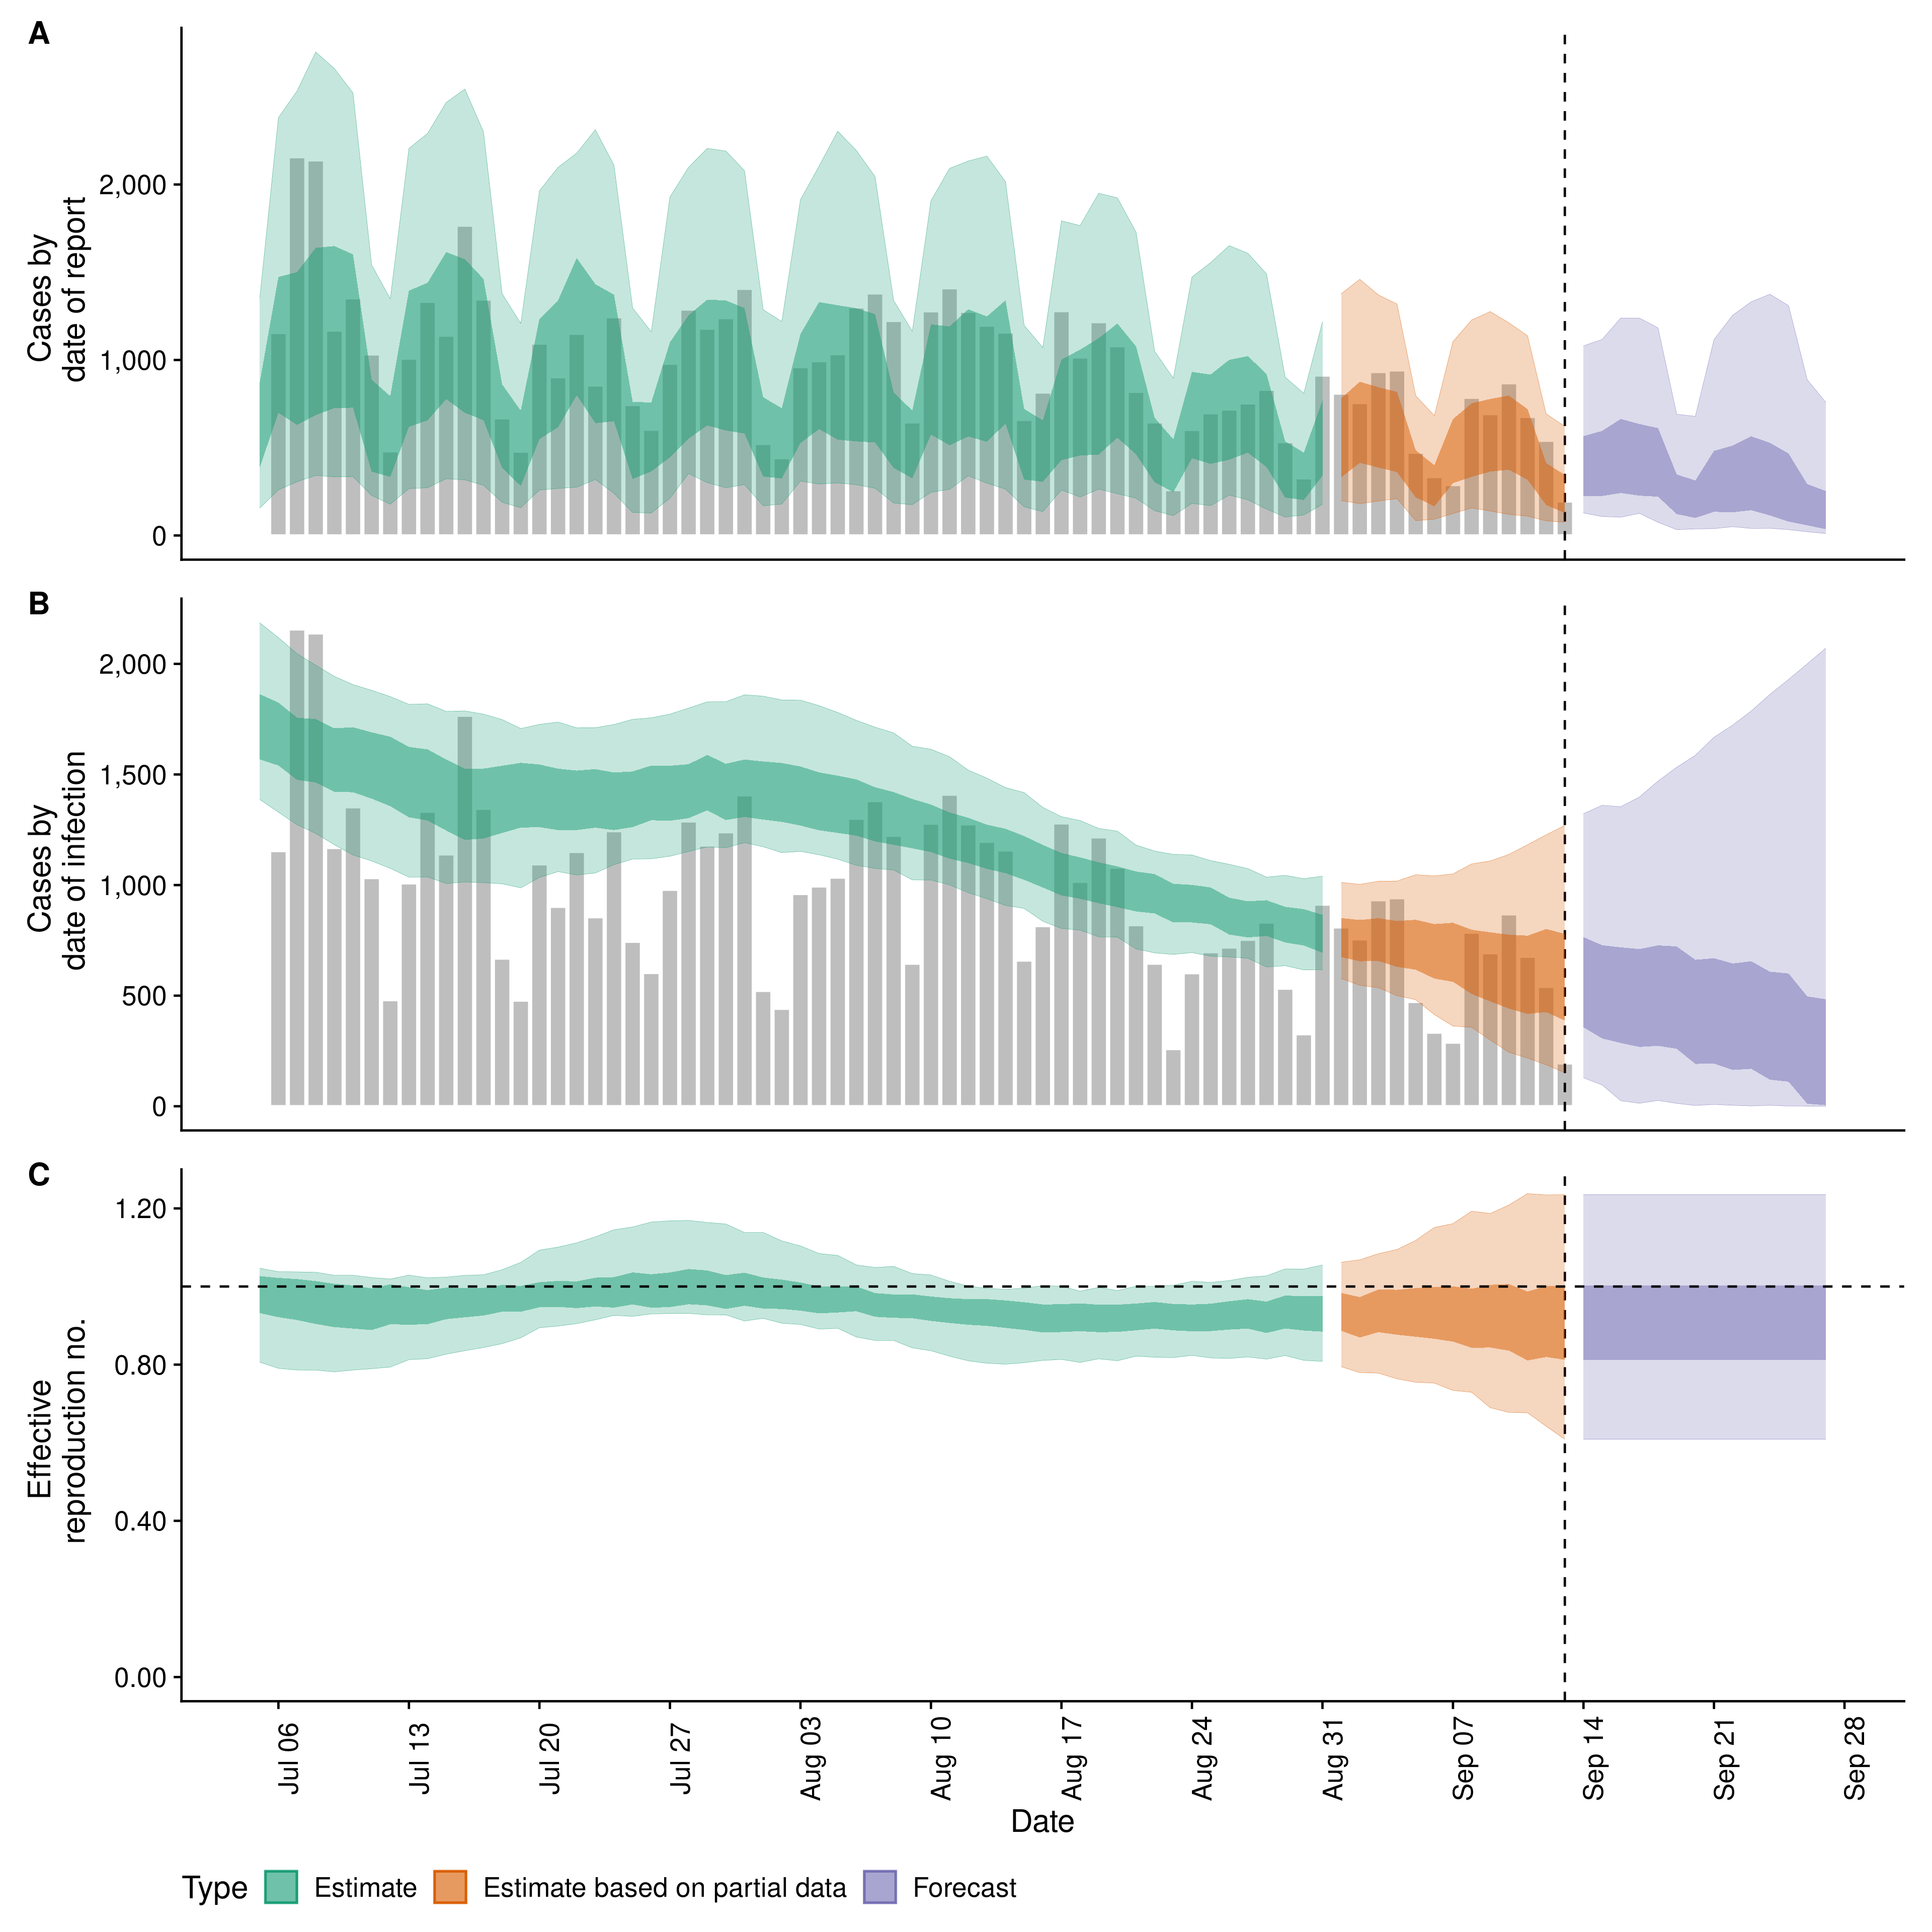 A
Cases by
date of report
2,000
1,000
0
B
Cases by
date of infection
2,000
1,500
1,000
500
0
C
Effective
reproduction no.
1.20
0.80
0.40
0.00
Jul 06
Jul 13
Jul 20
Jul 27
Aug 03
Aug 10
Aug 17
Aug 24
Aug 31
Sep 07
Sep 14
Sep 21
Sep 28
Date
Type Estimate Estimate based on partial data Forecast